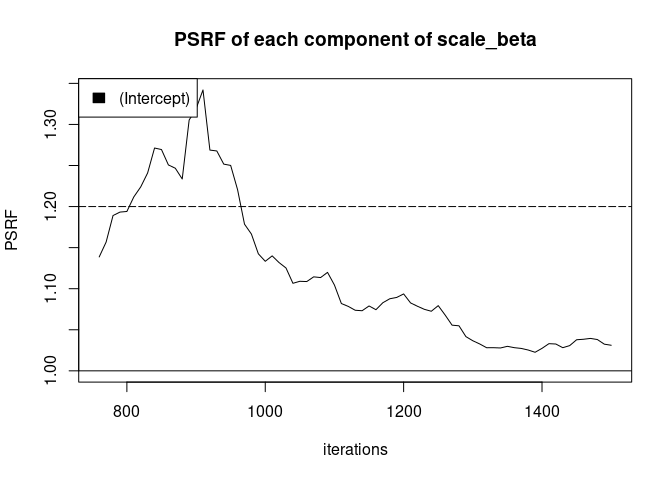 PSRF of each component of scale_beta
(Intercept)
PSRF
1.30
1.20
1.10
1.00
800 1000 1200 1400
iterations